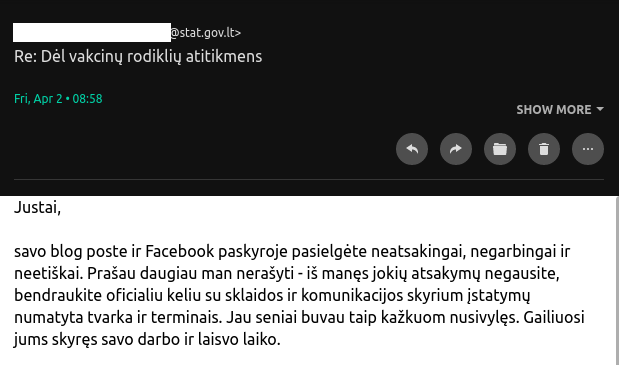 @stat.gov.lt>
Re: Dėl vakcinų rodiklių atitikmens
Fri, Apr 2 • 08:58
SHOW MORE
Justai,
savo blog poste ir Facebook paskyroje pasielgėte neatsakingai, negarbingai ir
neetiškai. Prašau daugiau man nerašyti - iš manęs jokių atsakymų negausite,
bendraukite oficialiu keliu su sklaidos ir komunikacijos skyrium įstatymų
numatyta tvarka ir terminais. Jau seniai buvau taip kažkuom nusivylęs. Gailiuosi
jums skyręs savo darbo ir laisvo laiko.